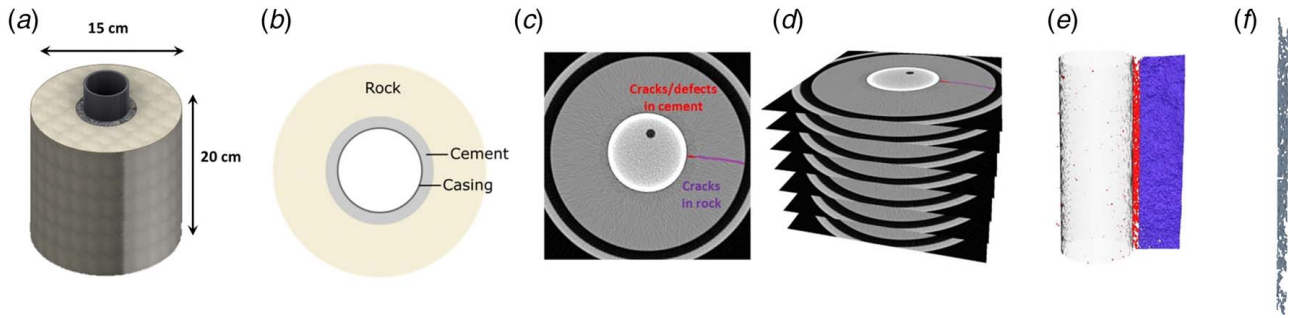 (a)
15 cm
20 cm
(b)
Rock
Cement
Casing
(c)
Cracks/defects
in cement
Cracks
in rock
(d)
(e)
(f)